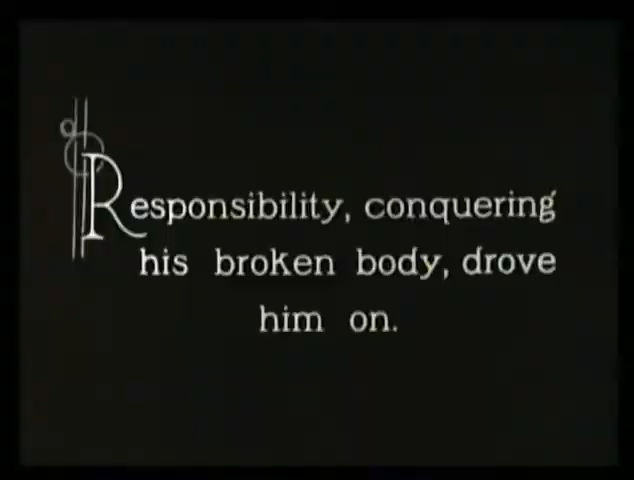 Responsibility, conquering
his broken body, drove
him on.